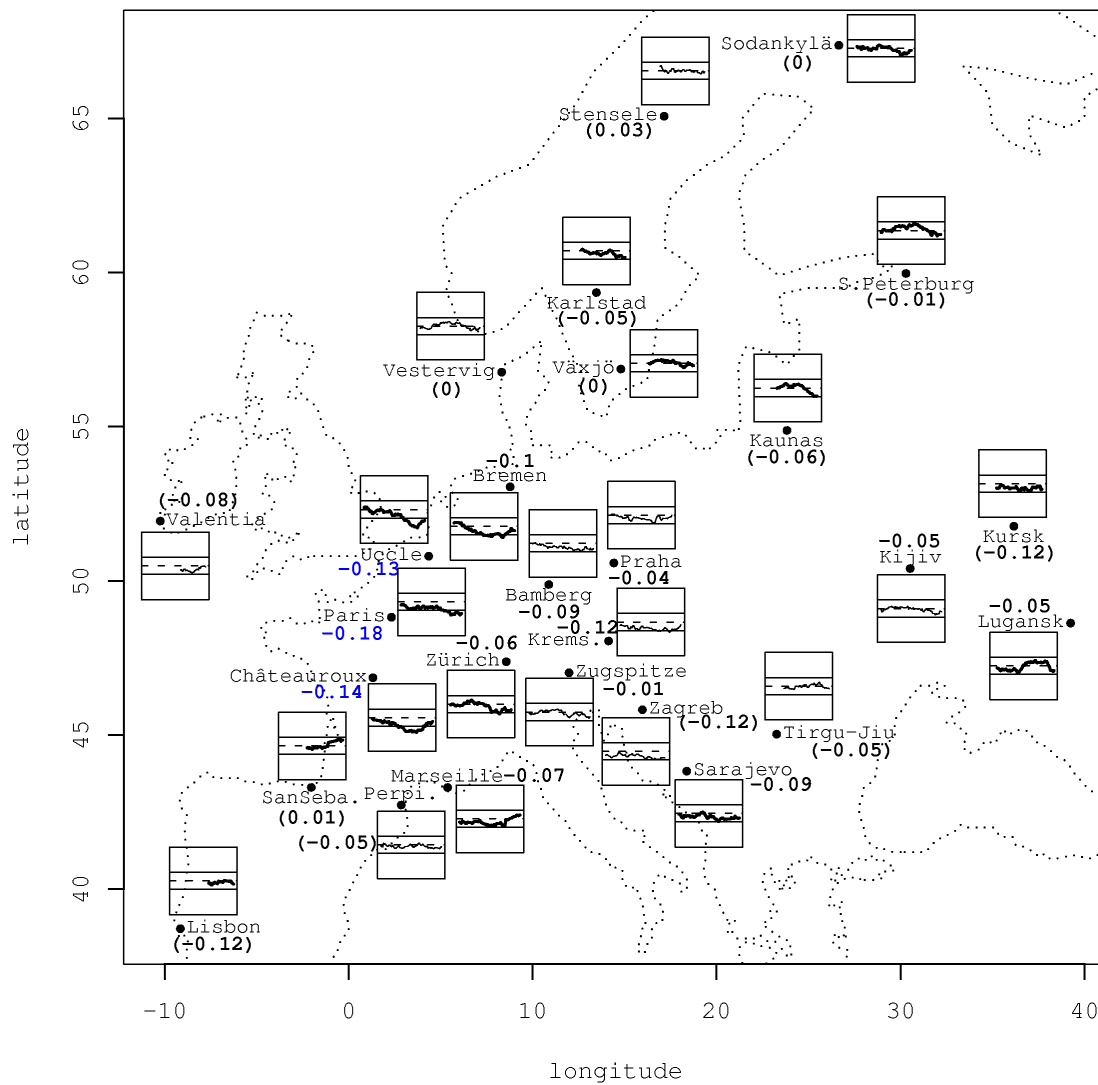 Sodankylä
(0)
Stensele
(0.03)
65
S.Peterburg
(-0.01)
60
Karlstad
(-0.05)
Vestervig
(0)
Växjö
(0)
55
Kaunas
(-0.06)
-0.1
Bremen
(-0.08)
Valentia
Uccle
-0.13
Praha
-0.04
Bamberg
-0.09
Kursk
(-0.12)
-0.05
Kijiv
50
latitude
Paris
-0.18
-0.12
Krems.
-0.05
Lugansk
-0.06
Zürich
Châteauroux
-0.14
Zugspitze
-0.01
Zagreb
(-0.12)
45
Tirgu-Jiu
(-0.05)
Marseille-0.07
Sarajevo
-0.09
SanSeba.
(0.01)
Perpi.
(-0.05)
40
Lisbon
(-0.12)
-10 0 10 20 30 40
longitude